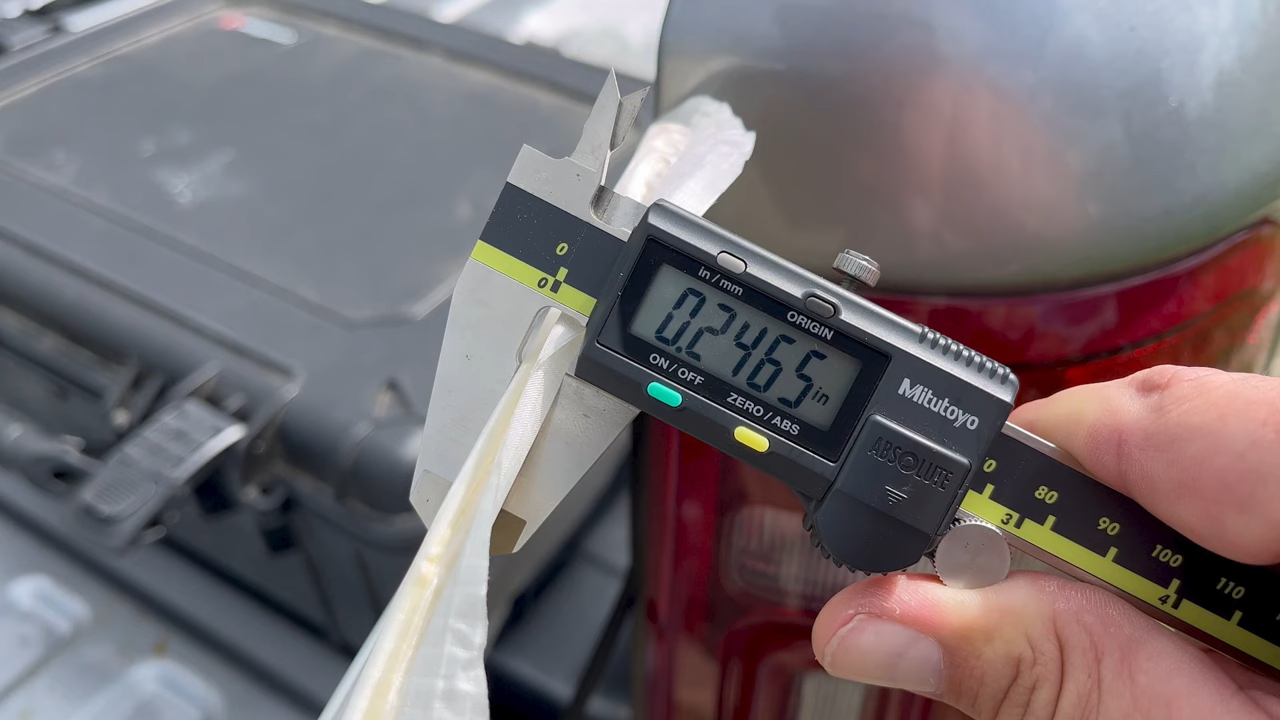 0
0
in/mm
ORIGIN
0.2465 in
ON/OFF
ZERO/ABS
Mitutoyo
ABSOLUTE
80
90
100
110
3
4